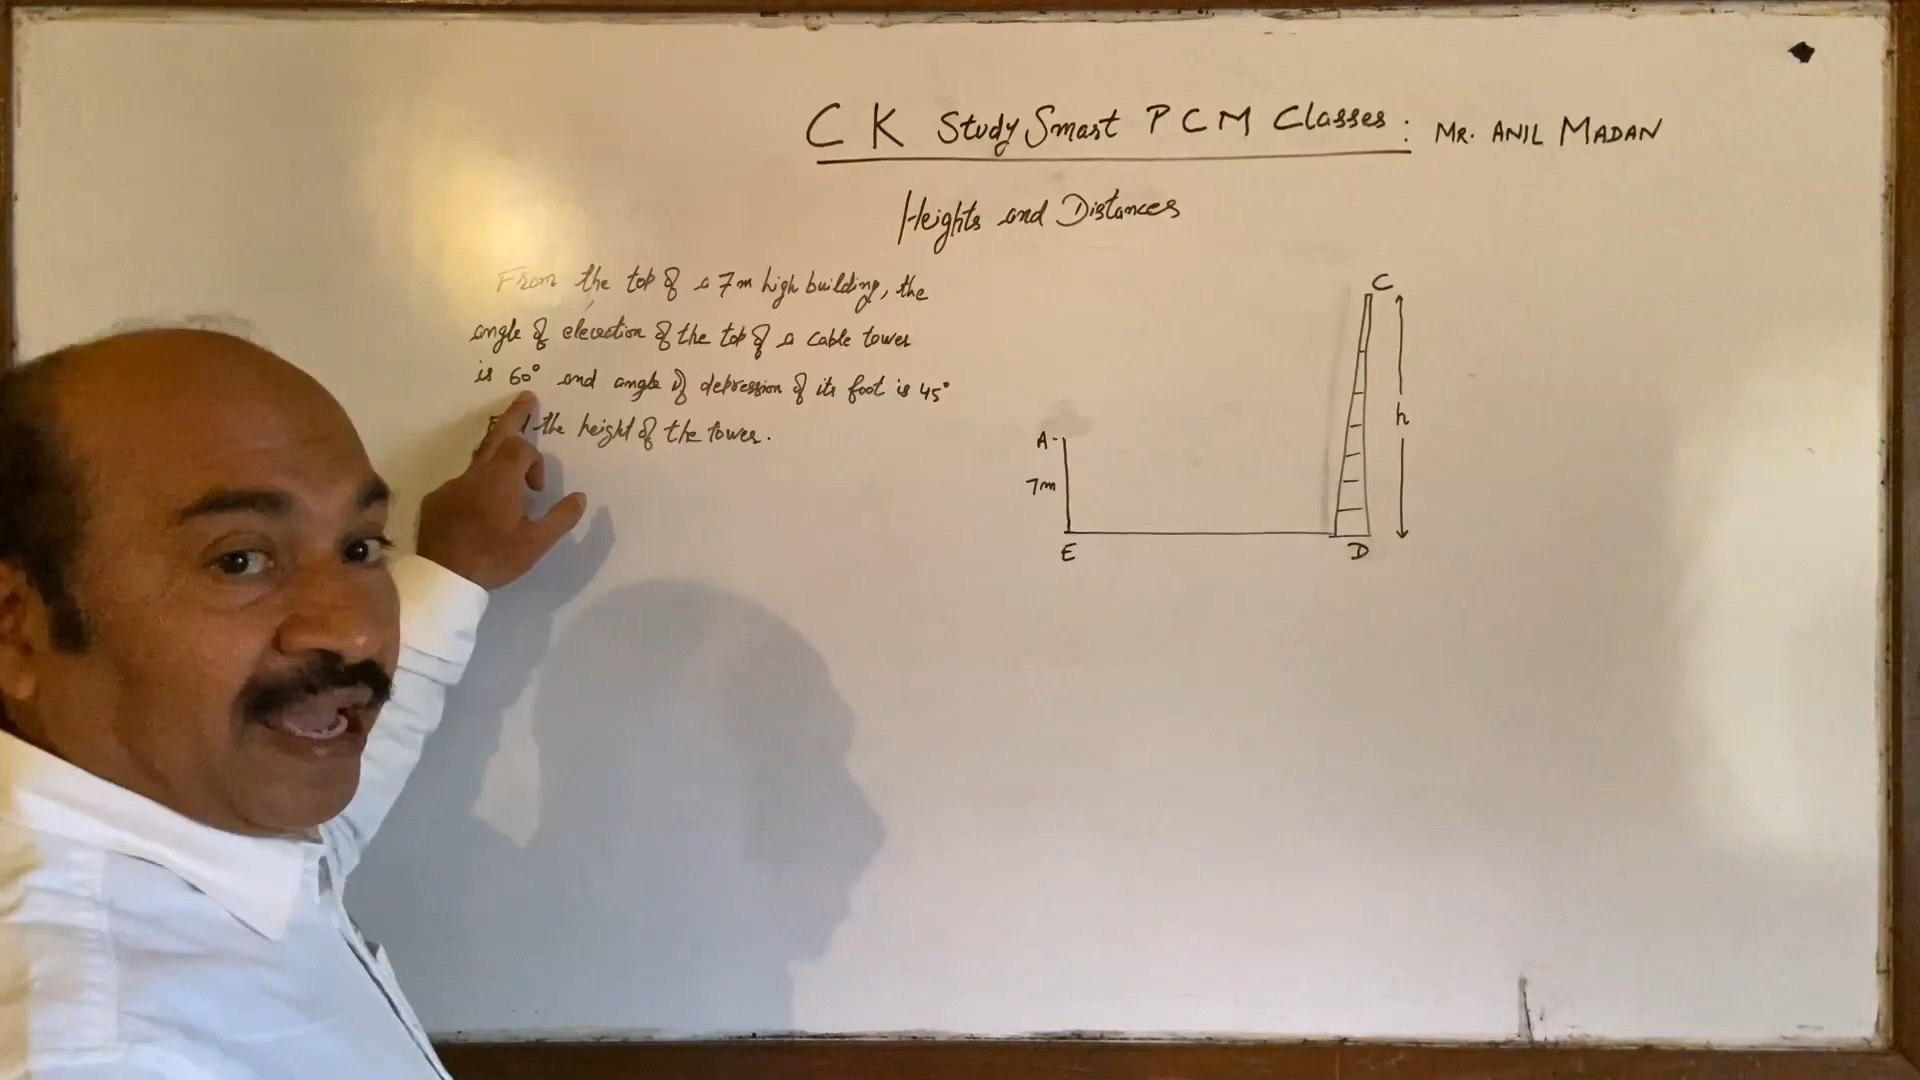 C K Study Smart P C M Classes : MR. ANIL MADAN
Heights and Distances
From the top of a 7m high building, the
angle of elevation of the top of a cable tower
is 60° and angle of depression of its foot is 45°
the height of the tower.
C
h
A
7m
E
D